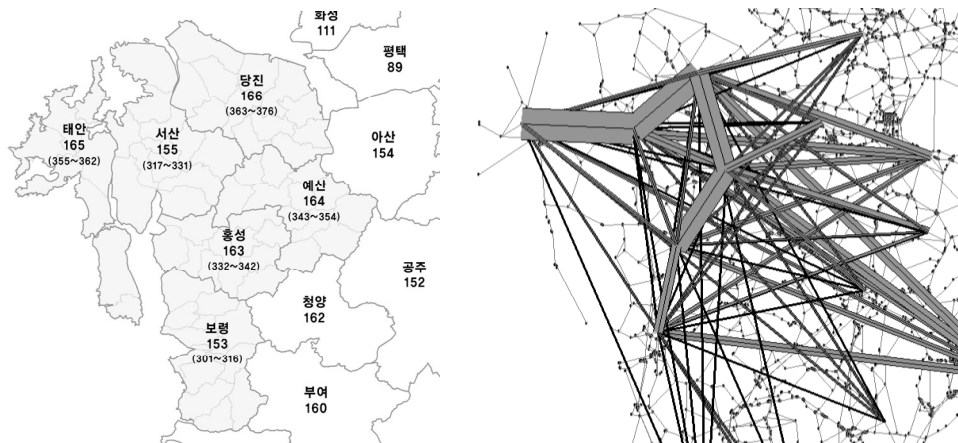 화성
111
평택
89
당진
166
(363~376)
태안
165
(355~362)
서산
155
(317~331)
아산
154
예산
164
(343~354)
홍성
163
(332~342)
공주
152
청양
162
보령
153
(301~316)
부여
160